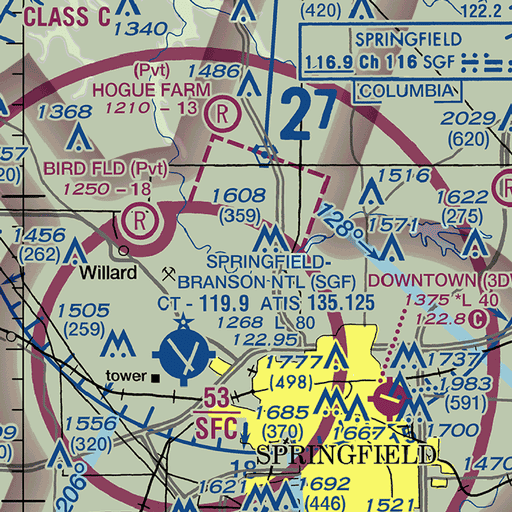 CLASS C
1340
(420)
122.2
SPRINGFIELD
116.9 Ch 116 SGF
COLUMBIA
(Pvt)
HOGUE FARM
1210 - 13
R
1486
27
1368
2029
(620)
BIRD FLD (Pvt)
1250 - 18
R
1608
(359)
1516
1622
(275)
R
128°
1571
1456
(262)
Willard
SPRINGFIELD-
BRANSON NTL (SGF)
CT - 119.9 ATIS 135.125
1268 L 80
122.95
DOWNTOWN (3D
1375 *L 40
122.8 C
1505
(259)
tower
53
SFC
1777
(498)
1737
1983
(591)
1685
(370)
1667
1700
1556
(320)
206°
19
SPRINGFIELD
1470
1621
1692
(446)
1521